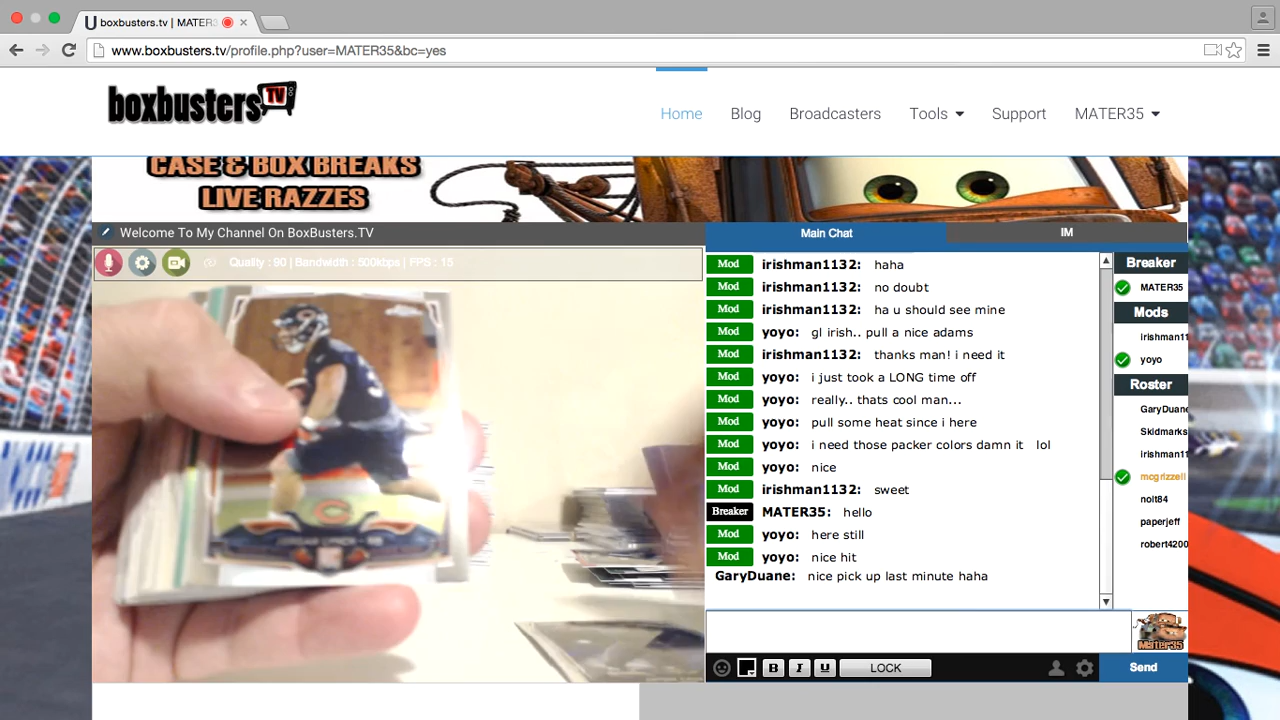 boxbusters.tv | MATER3
www.boxbusters.tv/profile.php?user=MATER35&bc=yes
boxbusters TV
Home Blog Broadcasters Tools Support MATER35
CASE & BOX BREAKS
LIVE RAZZES
Welcome To My Channel On BoxBusters.TV
Quality : 90 | Bandwidth : 500kbps | FPS : 15
Main Chat IM
Mod irishman1132: haha
Mod irishman1132: no doubt
Mod irishman1132: ha u should see mine
Mod yoyo: gl irish.. pull a nice adams
Mod irishman1132: thanks man! i need it
Mod yoyo: i just took a LONG time off
Mod yoyo: really.. thats cool man...
Mod yoyo: pull some heat since i here
Mod yoyo: i need those packer colors damn it lol
Mod yoyo: nice
Mod irishman1132: sweet
Breaker MATER35: hello
Mod yoyo: here still
Mod yoyo: nice hit
GaryDuane: nice pick up last minute haha
Breaker
MATER35
Mods
irishman11
yoyo
Roster
GaryDuane
Skidmarks
irishman11
mcgrizzell
nolt84
paperjeff
robert4200
Mater35
B I U LOCK Send